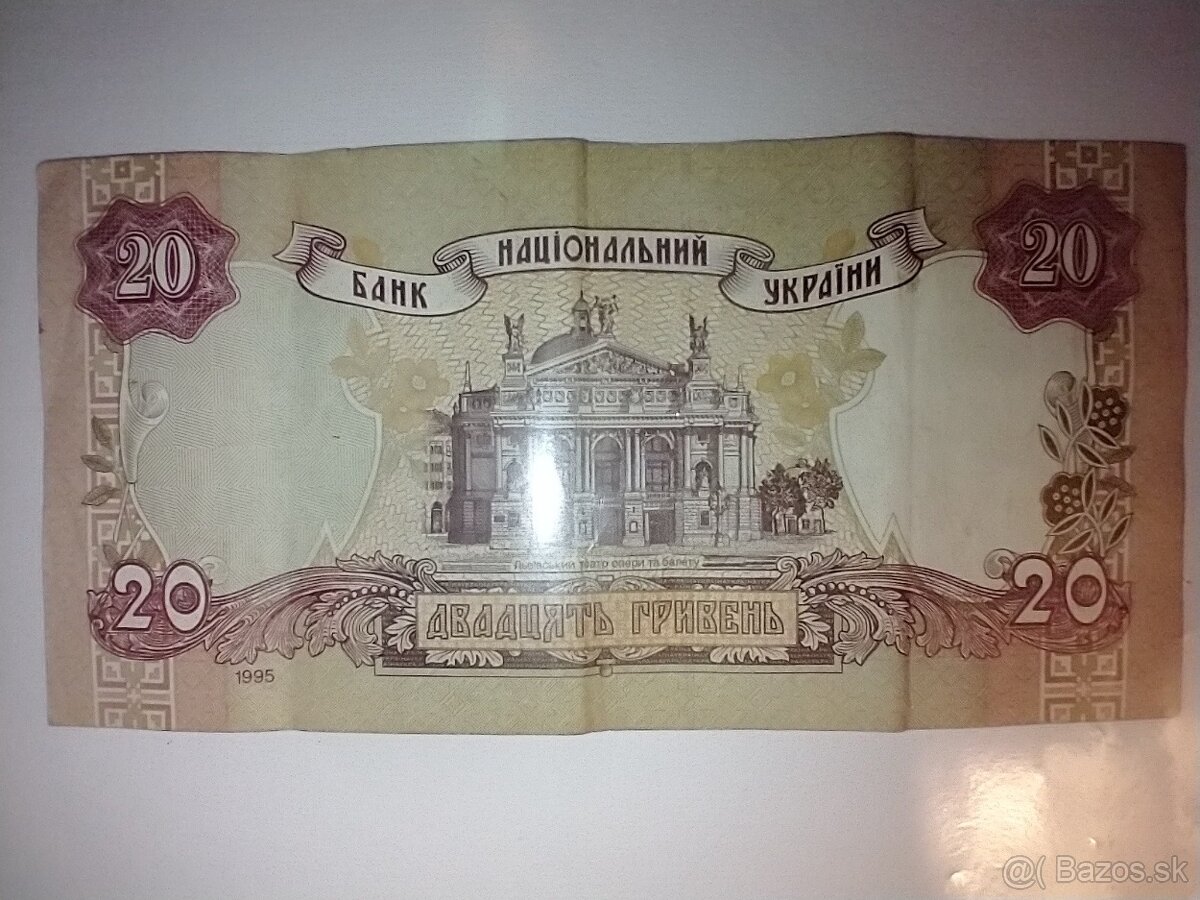 20
20
БАНК НАЦІОНАЛЬНИЙ УКРАЇНИ
Львівський театр опери та балету
20
ДВАДЦЯТЬ ГРИВЕНЬ
20
1995
@( Bazos.sk